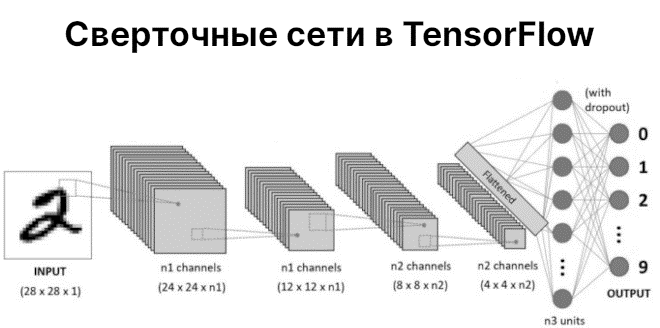 Сверточные сети в TensorFlow
(with
dropout)
0
1
2
9
OUTPUT
Flattened
INPUT
(28 x 28 x 1)
n1 channels
(24 x 24 x n1)
n1 channels
(12 x 12 x n1)
n2 channels
(8 x 8 x n2)
n2 channels
(4 x 4 x n2)
n3 units